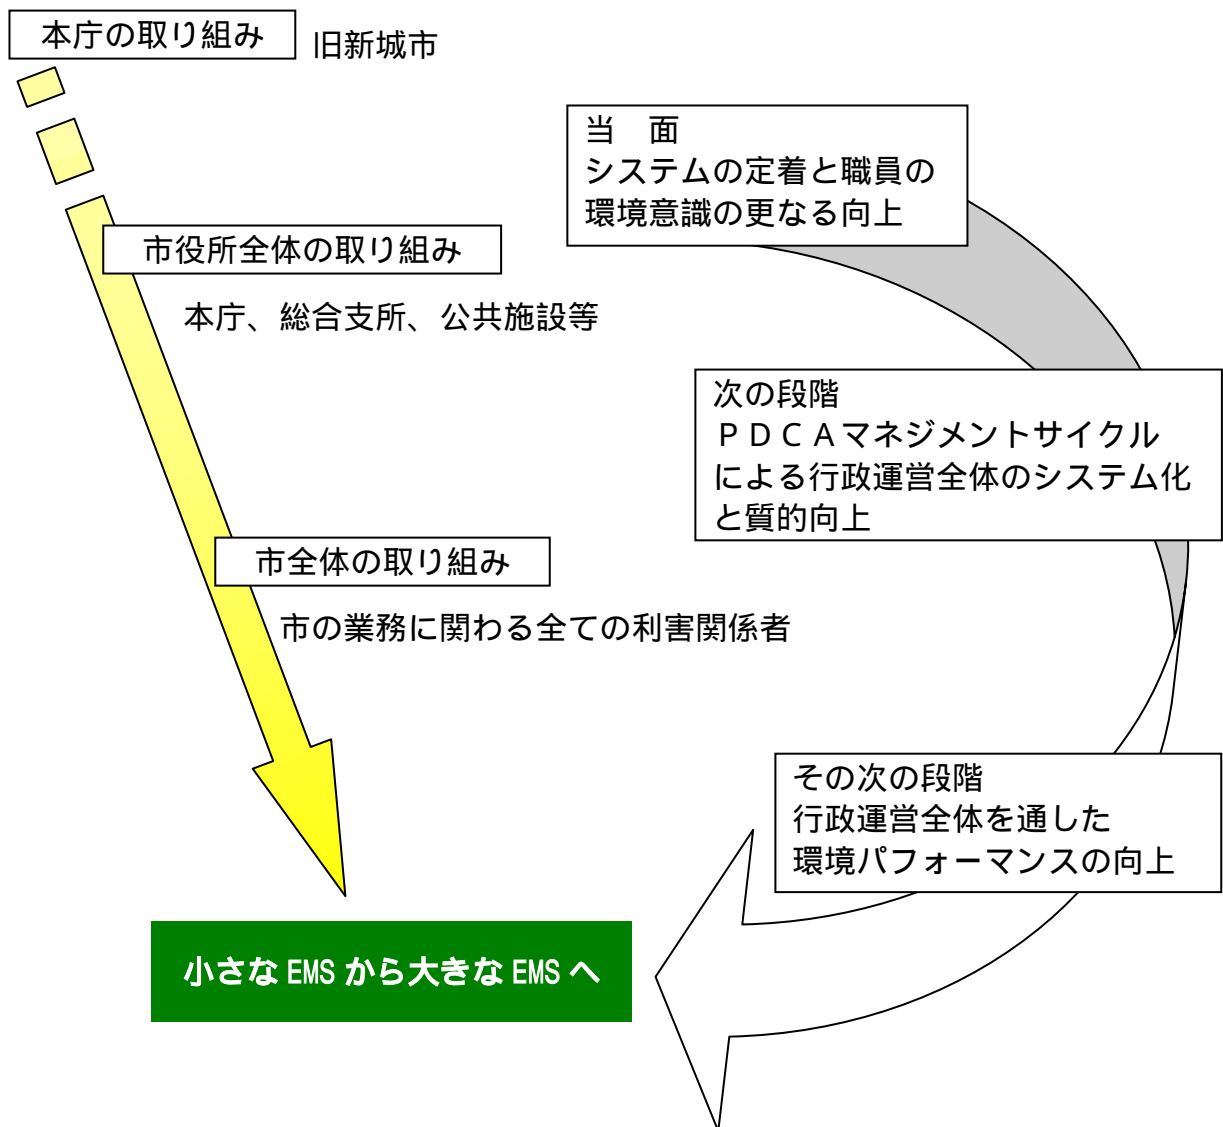 本庁の取り組み
旧新城市
市役所全体の取り組み
本庁、総合支所、公共施設等
市全体の取り組み
市の業務に関わる全ての利害関係者
当　面
システムの定着と職員の
環境意識の更なる向上
次の段階
ＰＤＣＡマネジメントサイクル
による行政運営全体のシステム化
と質的向上
その次の段階
行政運営全体を通した
環境パフォーマンスの向上
小さな EMS から大きな EMS へ